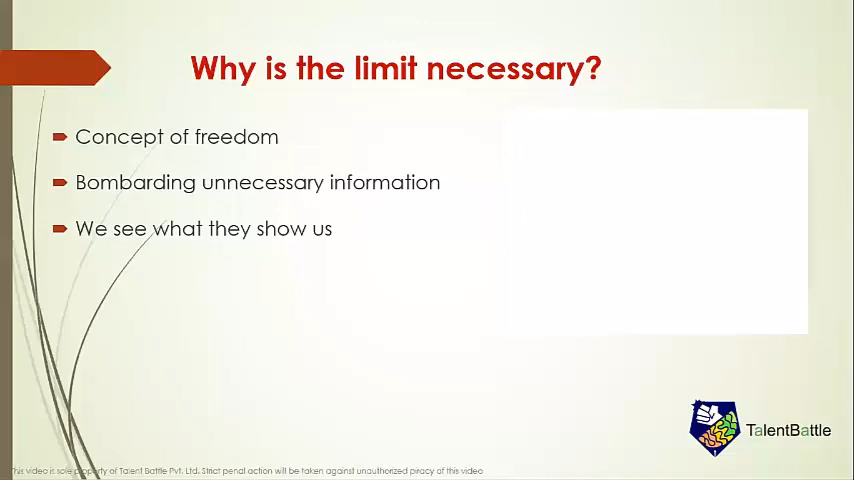 Why is the limit necessary?
Concept of freedom
Bombarding unnecessary information
We see what they show us
TalentBattle
This video is sole property of Talent Battle Pvt. Ltd. Strict penal action will be taken against unauthorized piracy of this video